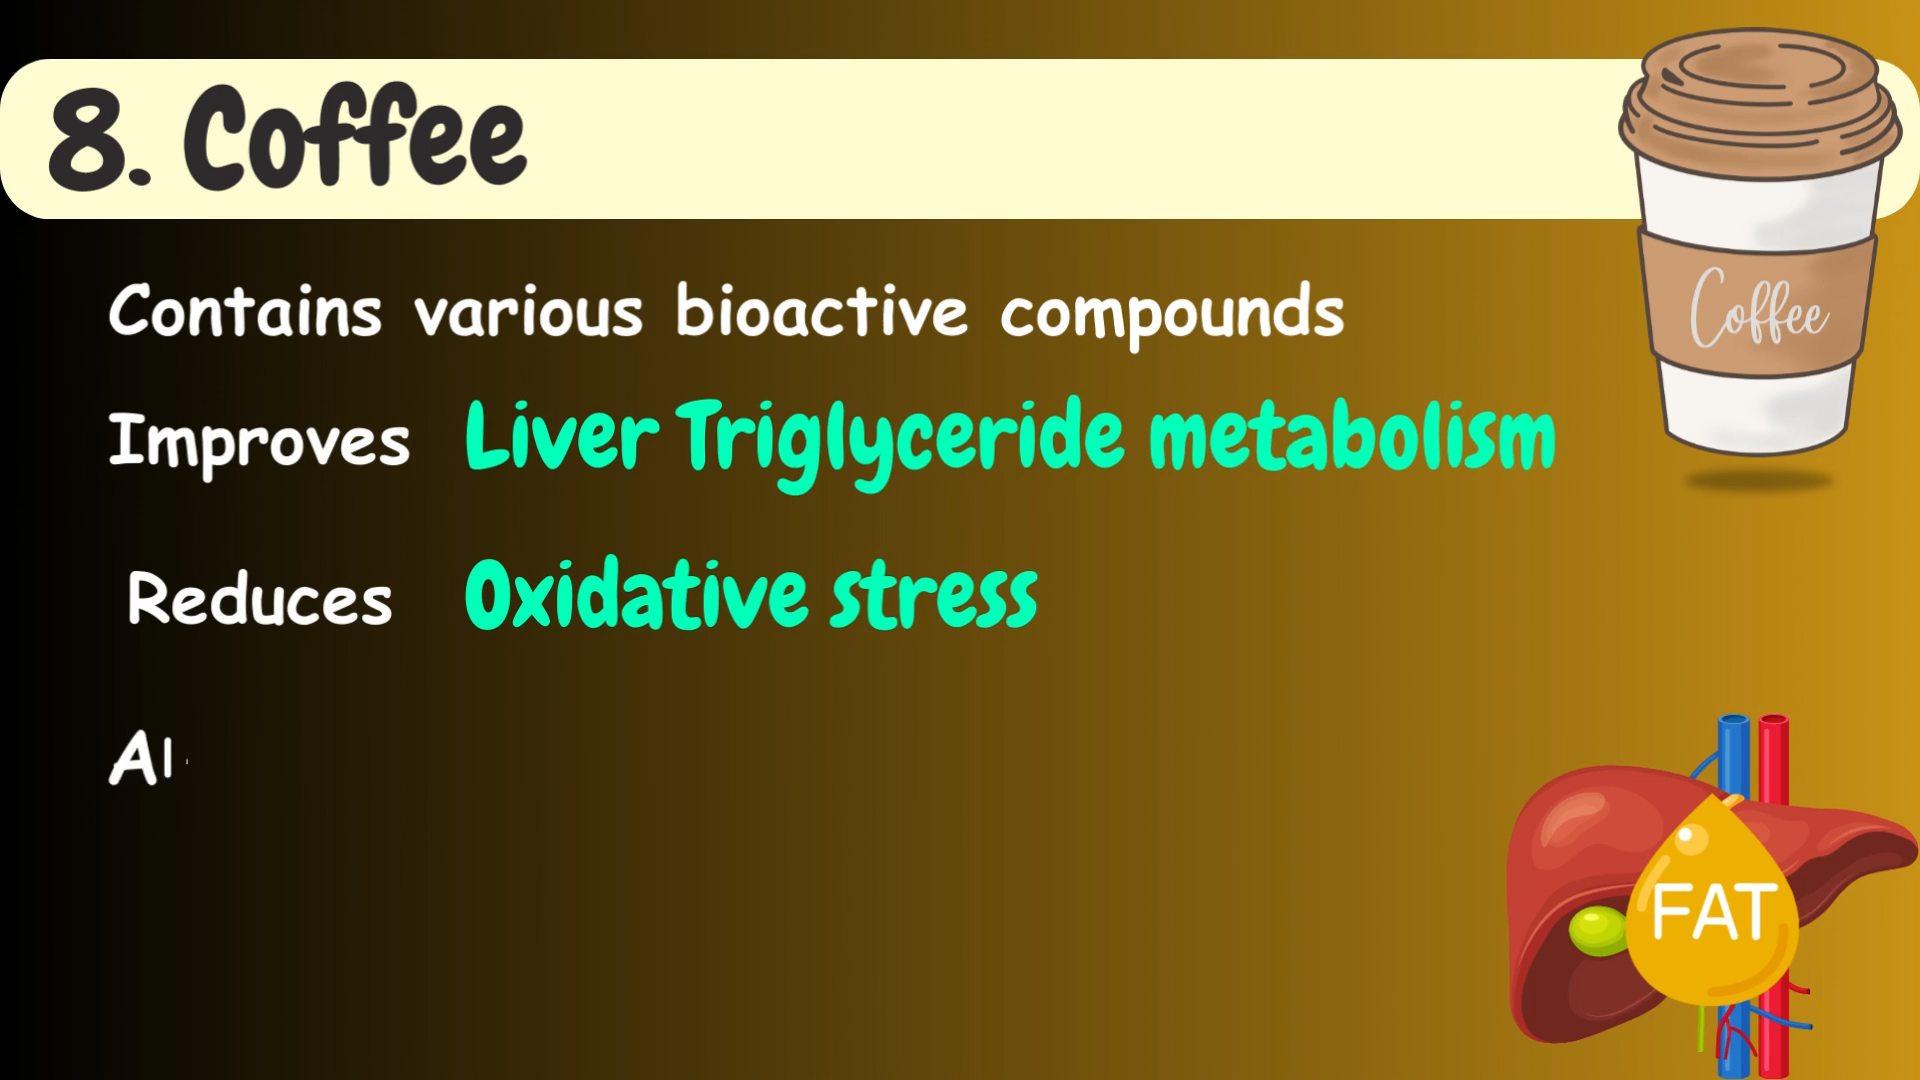 8. Coffee
Coffee
Contains various bioactive compounds
Improves Liver Triglyceride metabolism
Reduces Oxidative stress
FAT